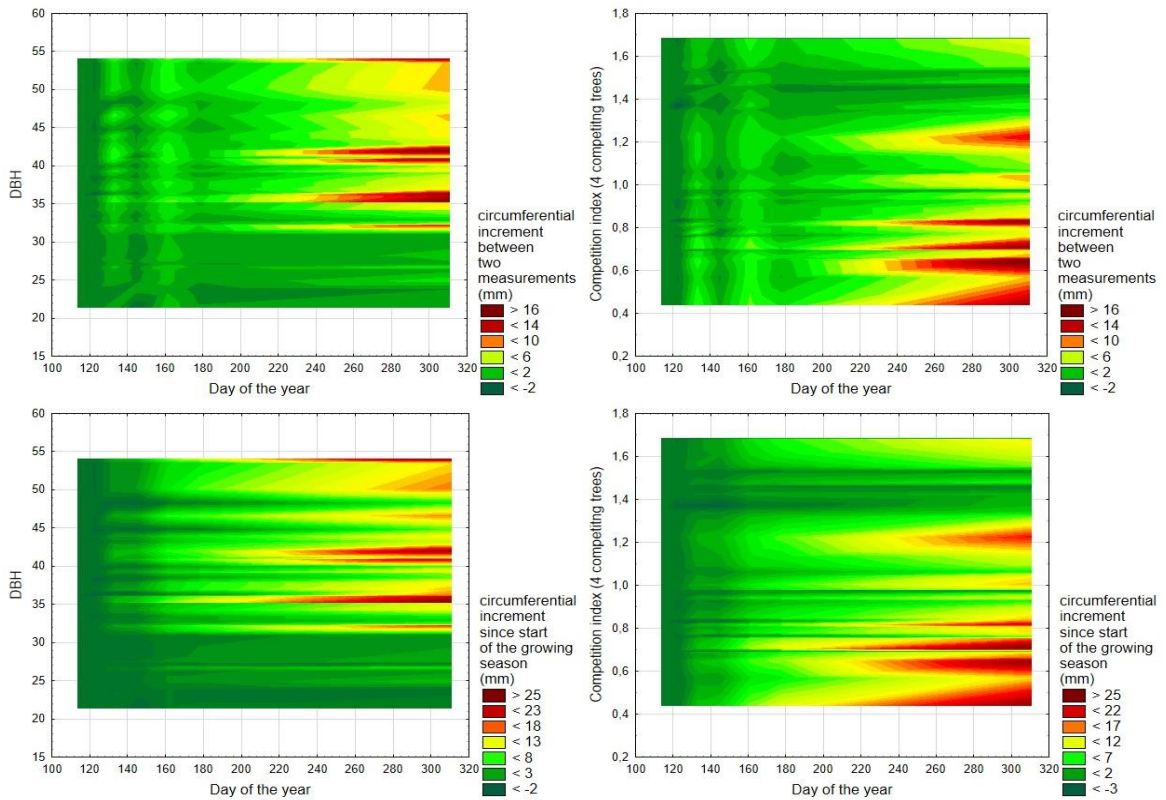 60
55
50
45
40
35
30
25
20
15
DBH
100 120 140 160 180 200 220 240 260 280 300 320
Day of the year
circumferential
increment
between
two
measurements
(mm)
> 16
< 14
< 10
< 6
< 2
< -2
1,8
1,6
1,4
1,2
1,0
0,8
0,6
0,4
0,2
Competition index (4 competitng trees)
100 120 140 160 180 200 220 240 260 280 300 320
Day of the year
circumferential
increment
between
two
measurements
(mm)
> 16
< 14
< 10
< 6
< 2
< -2
60
55
50
45
40
35
30
25
20
15
DBH
100 120 140 160 180 200 220 240 260 280 300 320
Day of the year
circumferential
increment
since start
of the growing
season
(mm)
> 25
< 23
< 18
< 13
< 8
< 3
< -2
1,8
1,6
1,4
1,2
1,0
0,8
0,6
0,4
0,2
Competition index (4 competitng trees)
100 120 140 160 180 200 220 240 260 280 300 320
Day of the year
circumferential
increment
since start
of the growing
season
(mm)
> 25
< 22
< 17
< 12
< 7
< 2
< -3